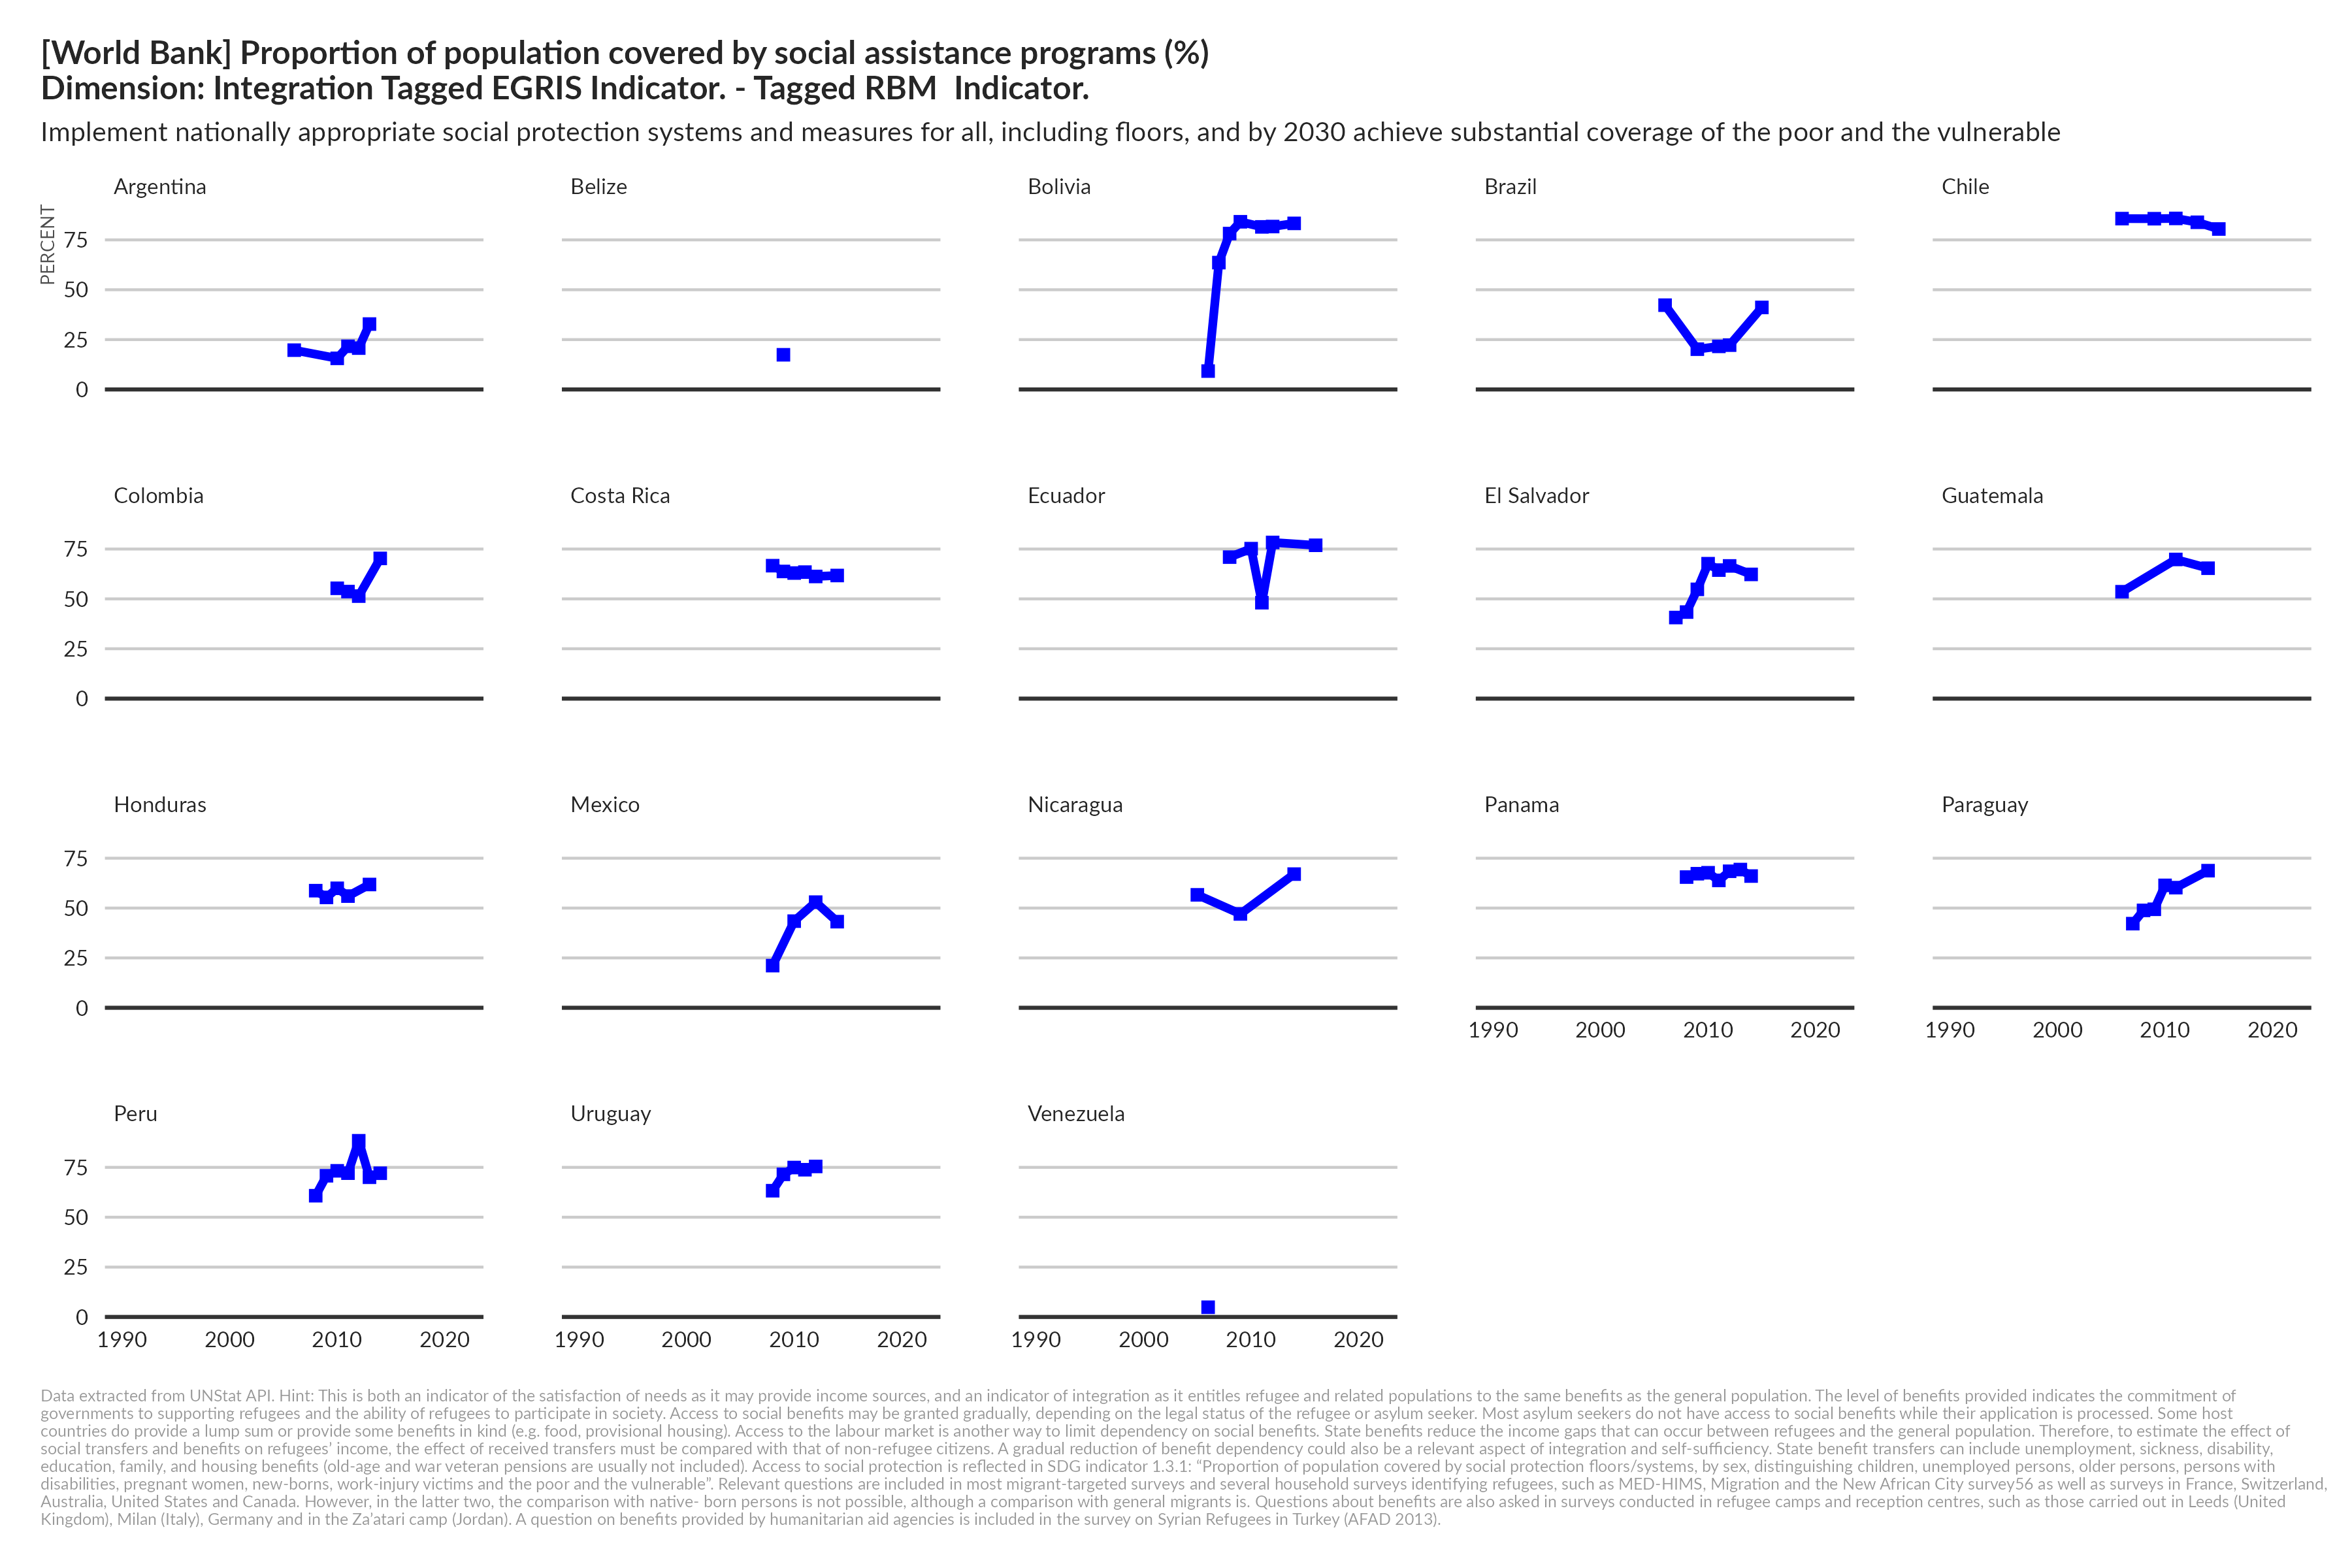 [World Bank] Proportion of population covered by social assistance programs (%)
Dimension: Integration Tagged EGRIS Indicator. - Tagged RBM  Indicator.
Implement nationally appropriate social protection systems and measures for all, including floors, and by 2030 achieve substantial coverage of the poor and the vulnerable
Argentina
Belize
Bolivia
Brazil
Chile
PERCENT
75
50
25
0
Colombia
Costa Rica
Ecuador
El Salvador
Guatemala
75
50
25
0
Honduras
Mexico
Nicaragua
Panama
Paraguay
75
50
25
0
1990 2000 2010 2020
1990 2000 2010 2020
Peru
Uruguay
Venezuela
75
50
25
0
1990 2000 2010 2020
1990 2000 2010 2020
1990 2000 2010 2020
Data extracted from UNStat API. Hint: This is both an indicator of the satisfaction of needs as it may provide income sources, and an indicator of integration as it entitles refugee and related populations to the same benefits as the general population. The level of benefits provided indicates the commitment of
governments to supporting refugees and the ability of refugees to participate in society. Access to social benefits may be granted gradually, depending on the legal status of the refugee or asylum seeker. Most asylum seekers do not have access to social benefits while their application is processed. Some host
countries do provide a lump sum or provide some benefits in kind (e.g. food, provisional housing). Access to the labour market is another way to limit dependency on social benefits. State benefits reduce the income gaps that can occur between refugees and the general population. Therefore, to estimate the effect of
social transfers and benefits on refugees' income, the effect of received transfers must be compared with that of non-refugee citizens. A gradual reduction of benefit dependency could also be a relevant aspect of integration and self-sufficiency. State benefit transfers can include unemployment, sickness, disability,
education, family, and housing benefits (old-age and war veteran pensions are usually not included). Access to social protection is reflected in SDG indicator 1.3.1: “Proportion of population covered by social protection floors/systems, by sex, distinguishing children, unemployed persons, older persons, persons with
disabilities, pregnant women, new-borns, work-injury victims and the poor and the vulnerable”. Relevant questions are included in most migrant-targeted surveys and several household surveys identifying refugees, such as MED-HIMS, Migration and the New African City survey56 as well as surveys in France, Switzerland,
Australia, United States and Canada. However, in the latter two, the comparison with native- born persons is not possible, although a comparison with general migrants is. Questions about benefits are also asked in surveys conducted in refugee camps and reception centres, such as those carried out in Leeds (United
Kingdom), Milan (Italy), Germany and in the Za’atari camp (Jordan). A question on benefits provided by humanitarian aid agencies is included in the survey on Syrian Refugees in Turkey (AFAD 2013).